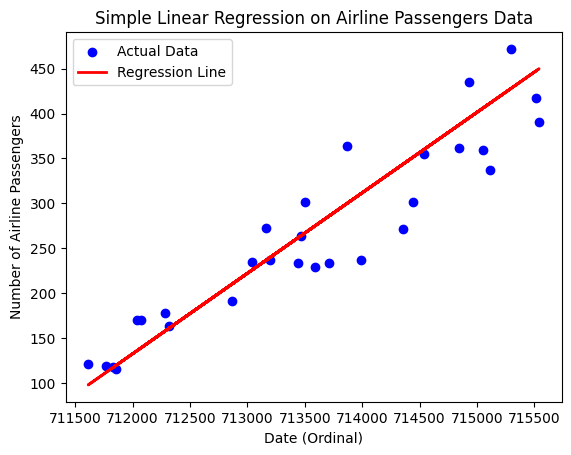 Simple Linear Regression on Airline Passengers Data
Actual Data
Regression Line
Number of Airline Passengers
450
400
350
300
250
200
150
100
711500 712000 712500 713000 713500 714000 714500 715000 715500
Date (Ordinal)